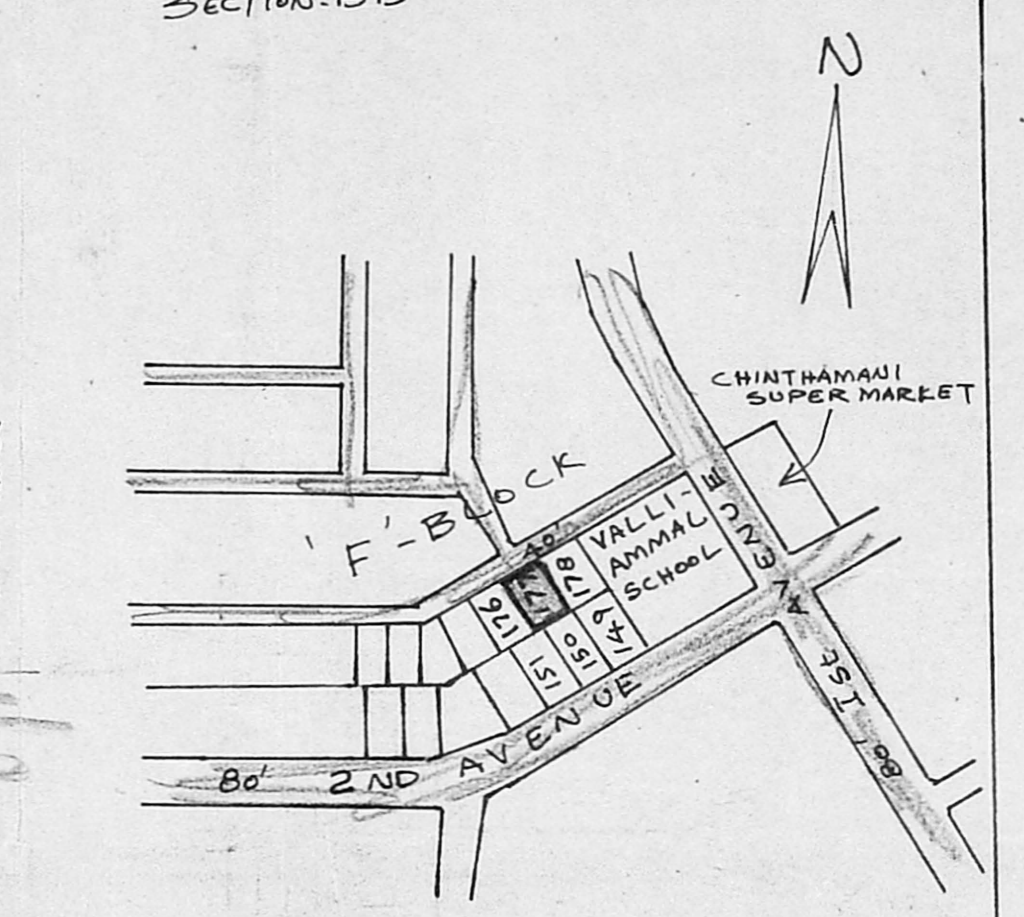 N
CHINTHAMANI
SUPER MARKET
'F'-BLOCK
40'
VALLI-
AMMAL
SCHOOL
178
177
176
149
150
151
80' 2ND AVENUE
80' Ist AVENUE